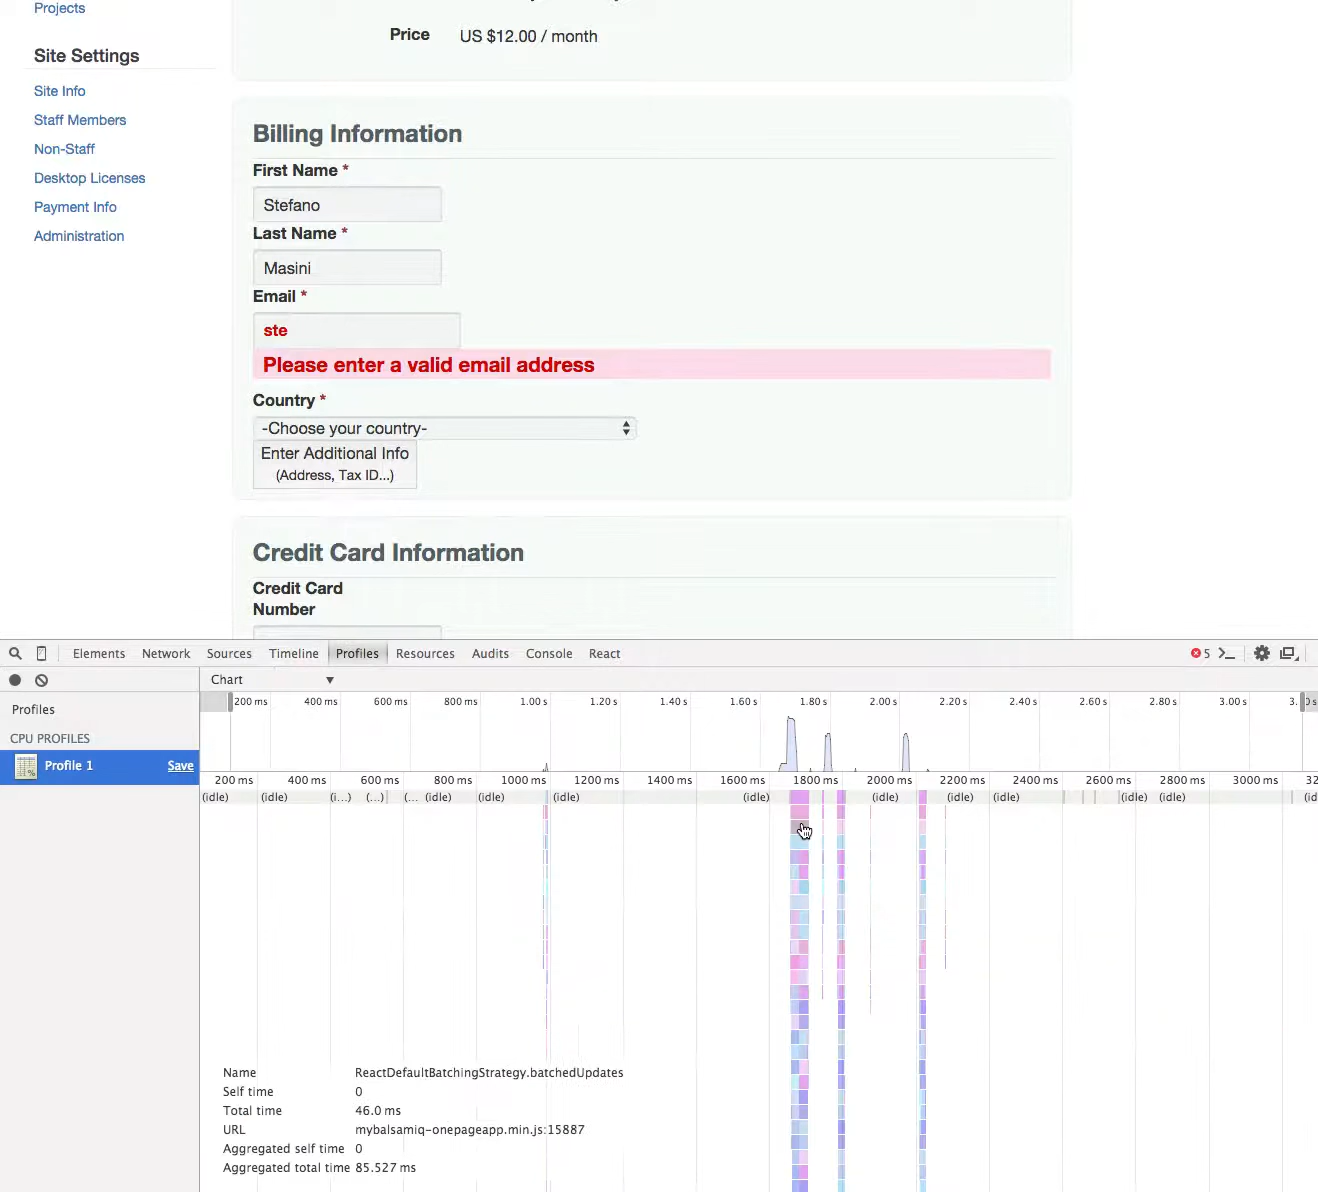 Projects
Site Settings
Site Info
Staff Members
Non-Staff
Desktop Licenses
Payment Info
Administration
Price US $12.00 / month
Billing Information
First Name *
Stefano
Last Name *
Masini
Email *
ste
Please enter a valid email address
Country *
-Choose your country-
Enter Additional Info
(Address, Tax ID...)
Credit Card Information
Credit Card
Number
Elements Network Sources Timeline Profiles Resources Audits Console React 5
Chart
Profiles
CPU PROFILES
Profile 1 Save
200 ms 400 ms 600 ms 800 ms 1.00 s 1.20 s 1.40 s 1.60 s 1.80 s 2.00 s 2.20 s 2.40 s 2.60 s 2.80 s 3.00 s 3.
200 ms 400 ms 600 ms 800 ms 1000 ms 1200 ms 1400 ms 1600 ms 1800 ms 2000 ms 2200 ms 2400 ms 2600 ms 2800 ms 3000 ms 32
(idle) (idle) (i...) (...) (... (idle) (idle) (idle) (idle) (idle) (idle) (idle) (idle) (idle) (id
Name ReactDefaultBatchingStrategy.batchedUpdates
Self time 0
Total time 46.0 ms
URL mybalsamiq-onepageapp.min.js:15887
Aggregated self time 0
Aggregated total time 85.527 ms